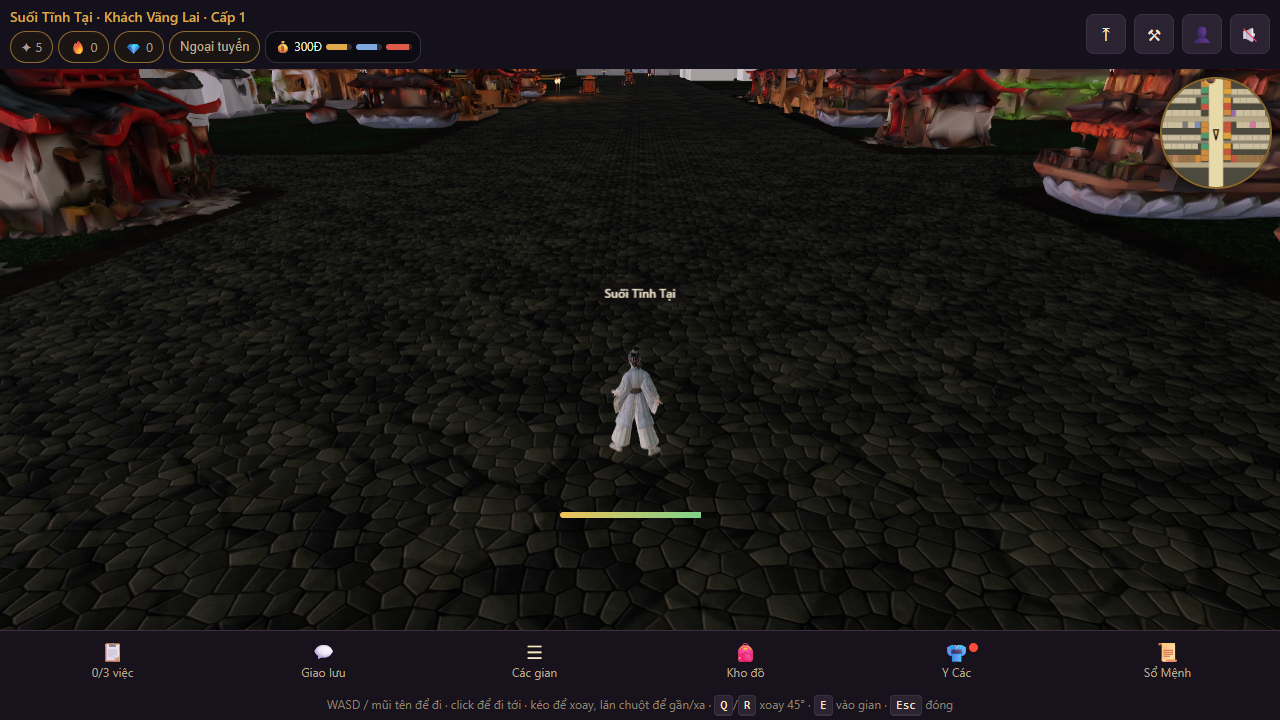 Suối Tĩnh Tại · Khách Vãng Lai · Cấp 1
5
0
0
Ngoại tuyến
300Đ
Suối Tĩnh Tại
0/3 việc
Giao lưu
Các gian
Kho đồ
Y Các
Sổ Mệnh
WASD / mũi tên để đi · click để đi tới · kéo để xoay, lăn chuột để gần/xa · Q / R xoay 45° · E vào gian · Esc đóng